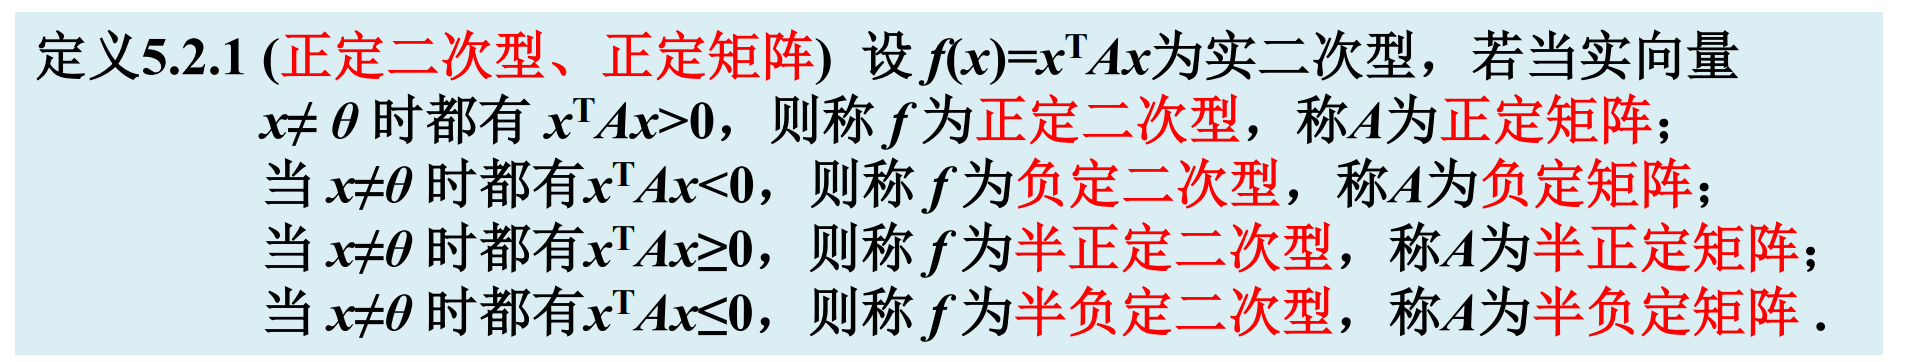 定义5.2.1 (正定二次型、正定矩阵) 设 f(x)=xᵀAx为实二次型，若当实向量
x≠ θ 时都有 xᵀAx>0，则称 f 为正定二次型，称A为正定矩阵；
当 x≠θ 时都有xᵀAx<0，则称 f 为负定二次型，称A为负定矩阵；
当 x≠θ 时都有xᵀAx≥0，则称 f 为半正定二次型，称A为半正定矩阵；
当 x≠θ 时都有xᵀAx≤0，则称 f 为半负定二次型，称A为半负定矩阵 .